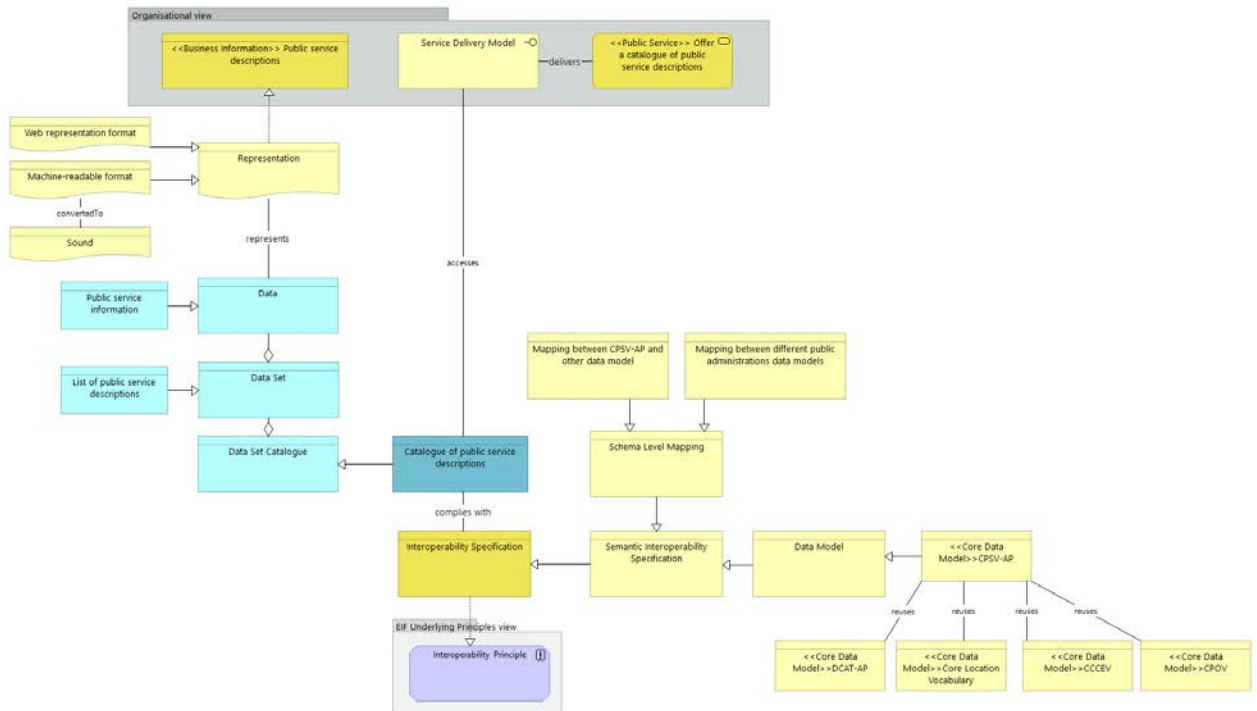 Organisational view
<<Business Information>> Public service
descriptions
Service Delivery Model
delivers
<<Public Service>> Offer
a catalogue of public
service descriptions
Web representation format
Representation
Machine-readable format
convertedTo
Sound
represents
accesses
Public service
information
Data
Mapping between CPSV-AP and
other data model
Mapping between different public
administrations data models
List of public service
descriptions
Data Set
Data Set Catalogue
Catalogue of public service
descriptions
Schema Level Mapping
complies with
Interoperability Specification
Semantic Interoperability
Specification
Data Model
<<Core Data
Model>>CPSV-AP
reuses
reuses
reuses
reuses
EIF Underlying Principles view
Interoperability Principle
<<Core Data
Model>>DCAT-AP
<<Core Data
Model>>Core Location
Vocabulary
<<Core Data
Model>>CCCEV
<<Core Data
Model>>CPOV